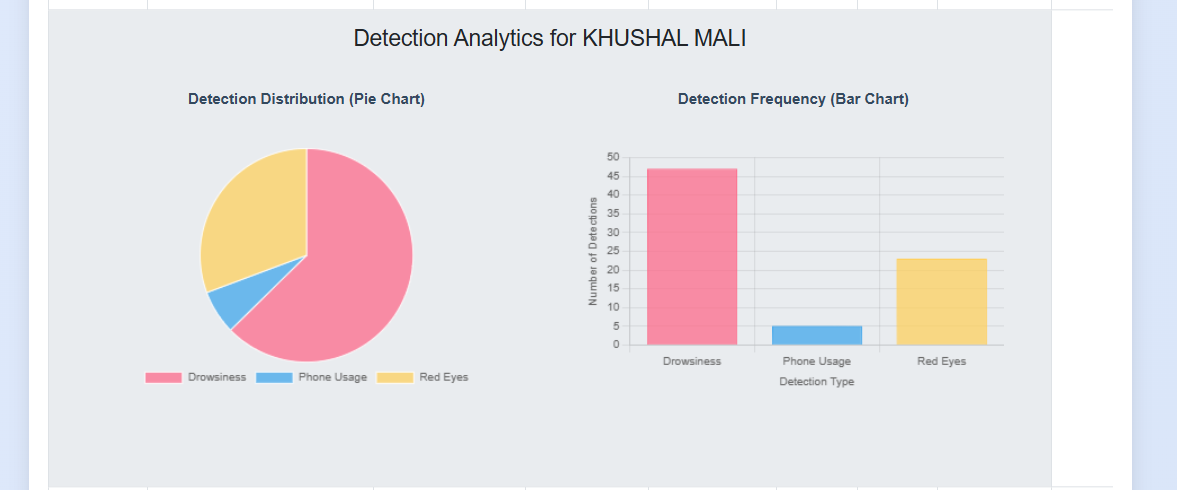 Detection Analytics for KHUSHAL MALI
Detection Distribution (Pie Chart)
Drowsiness Phone Usage Red Eyes
Detection Frequency (Bar Chart)
Number of Detections
50
45
40
35
30
25
20
15
10
5
0
Drowsiness Phone Usage Red Eyes
Detection Type